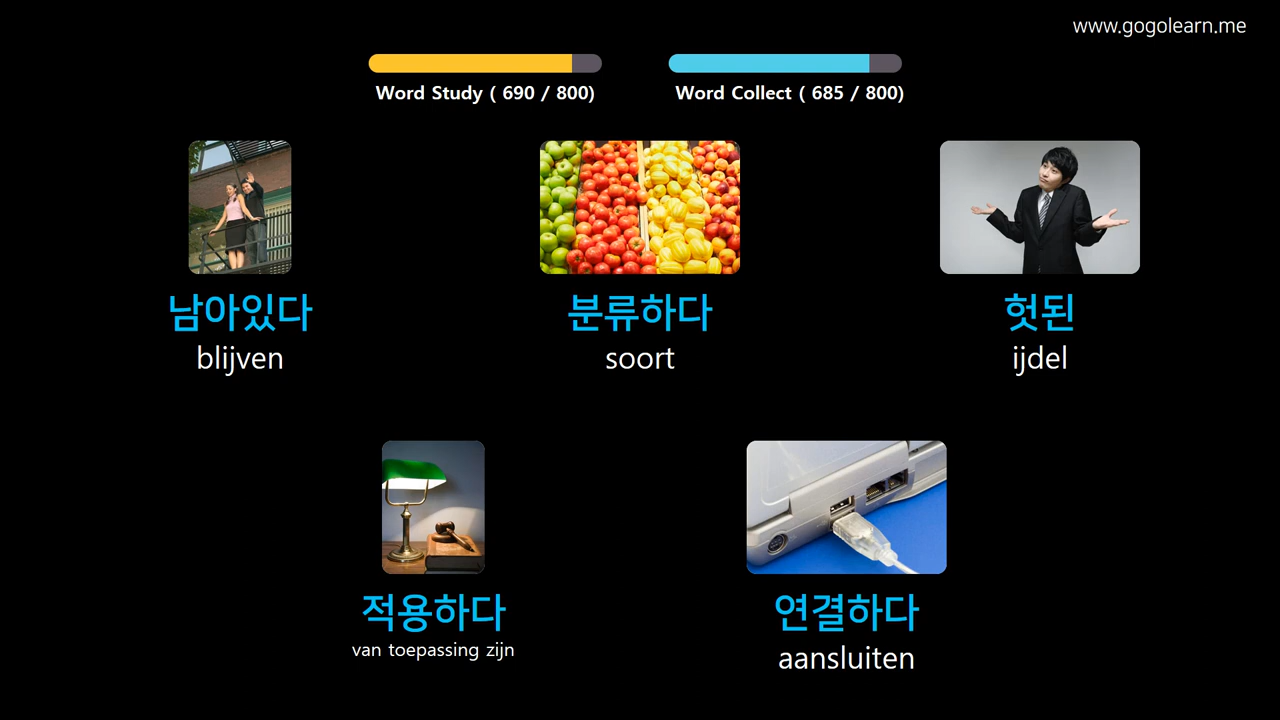 www.gogolearn.me
Word Study ( 690 / 800)
Word Collect ( 685 / 800)
남아있다
blijven
분류하다
soort
헛된
ijdel
적용하다
van toepassing zijn
연결하다
aansluiten